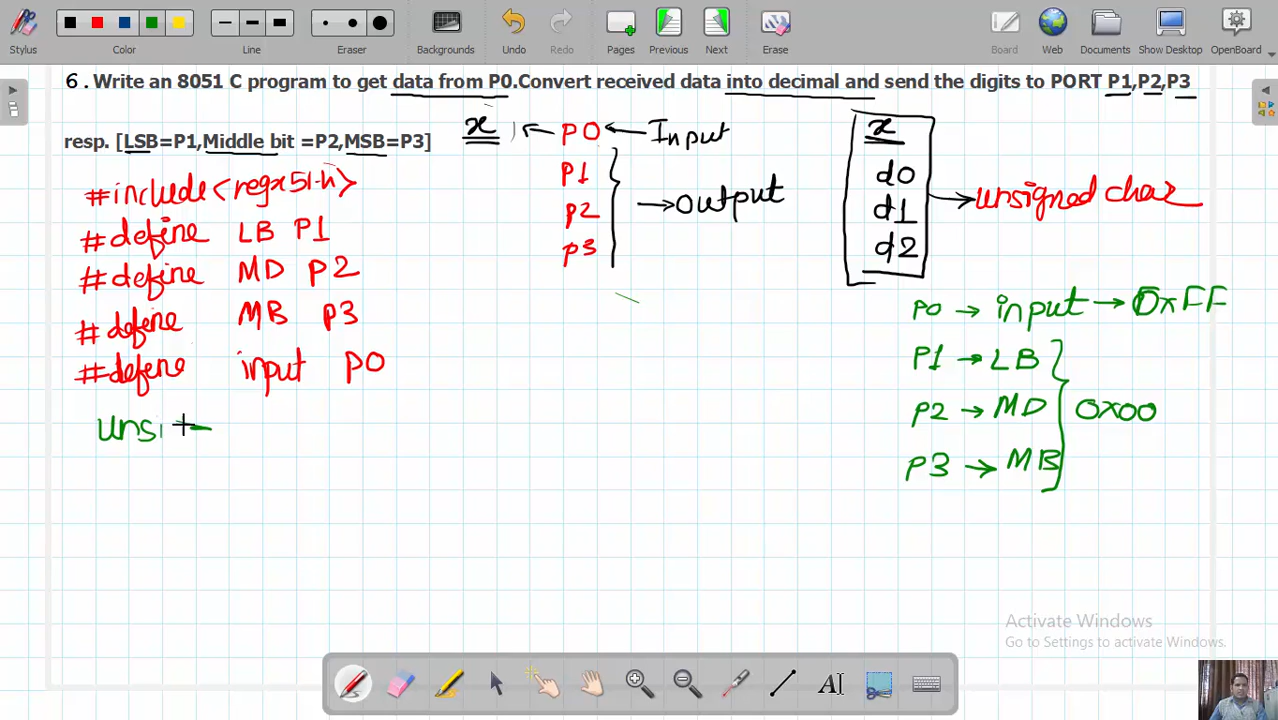 Stylus Color Line Eraser Backgrounds Undo Redo Pages Previous Next Erase Board Web Documents Show Desktop OpenBoard
6. Write an 8051 C program to get data from P0.Convert received data into decimal and send the digits to PORT P1,P2,P3
resp. [LSB=P1,Middle bit =P2,MSB=P3]
x ← P0 ← Input
P1
P2
P3
→ output
x
d0
d1
d2
→ unsigned char
#include<regx51.h>
#define LB P1
#define MD P2
#define MB P3
#define input P0
unsi
P0 → input → 0xFF
P1 → LB
P2 → MD
P3 → MB
0x00
Activate Windows
Go to Settings to activate Windows.